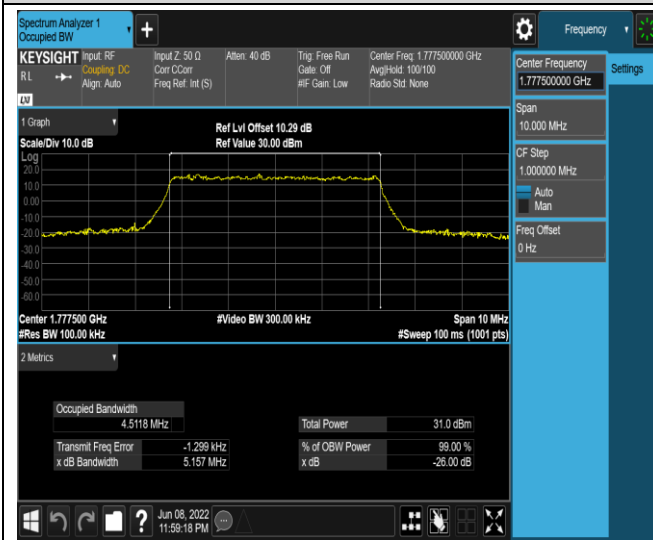 Spectrum Analyzer 1
Occupied BW
+
Frequency
KEYSIGHT
RL
LXI
Input: RF
Coupling: DC
Align: Auto
Input Z: 50 Ω
Corr CCorr
Freq Ref: Int (S)
Atten: 40 dB
Trig: Free Run
Gate: Off
#IF Gain: Low
Center Freq: 1.777500000 GHz
Avg|Hold: 100/100
Radio Std: None
Center Frequency
1.777500000 GHz
Settings
Span
10.000 MHz
CF Step
1.000000 MHz
Auto
Man
Freq Offset
0 Hz
1 Graph
Scale/Div 10.0 dB
Ref Lvl Offset 10.29 dB
Ref Value 30.00 dBm
Log
20.0
10.0
0.00
-10.0
-20.0
-30.0
-40.0
-50.0
-60.0
Center 1.777500 GHz
#Video BW 300.00 kHz
Span 10 MHz
#Res BW 100.00 kHz
#Sweep 100 ms (1001 pts)
2 Metrics
Occupied Bandwidth
4.5118 MHz
Total Power 31.0 dBm
Transmit Freq Error -1.299 kHz
% of OBW Power 99.00 %
x dB Bandwidth 5.157 MHz
x dB -26.00 dB
?
Jun 08, 2022
11:59:18 PM